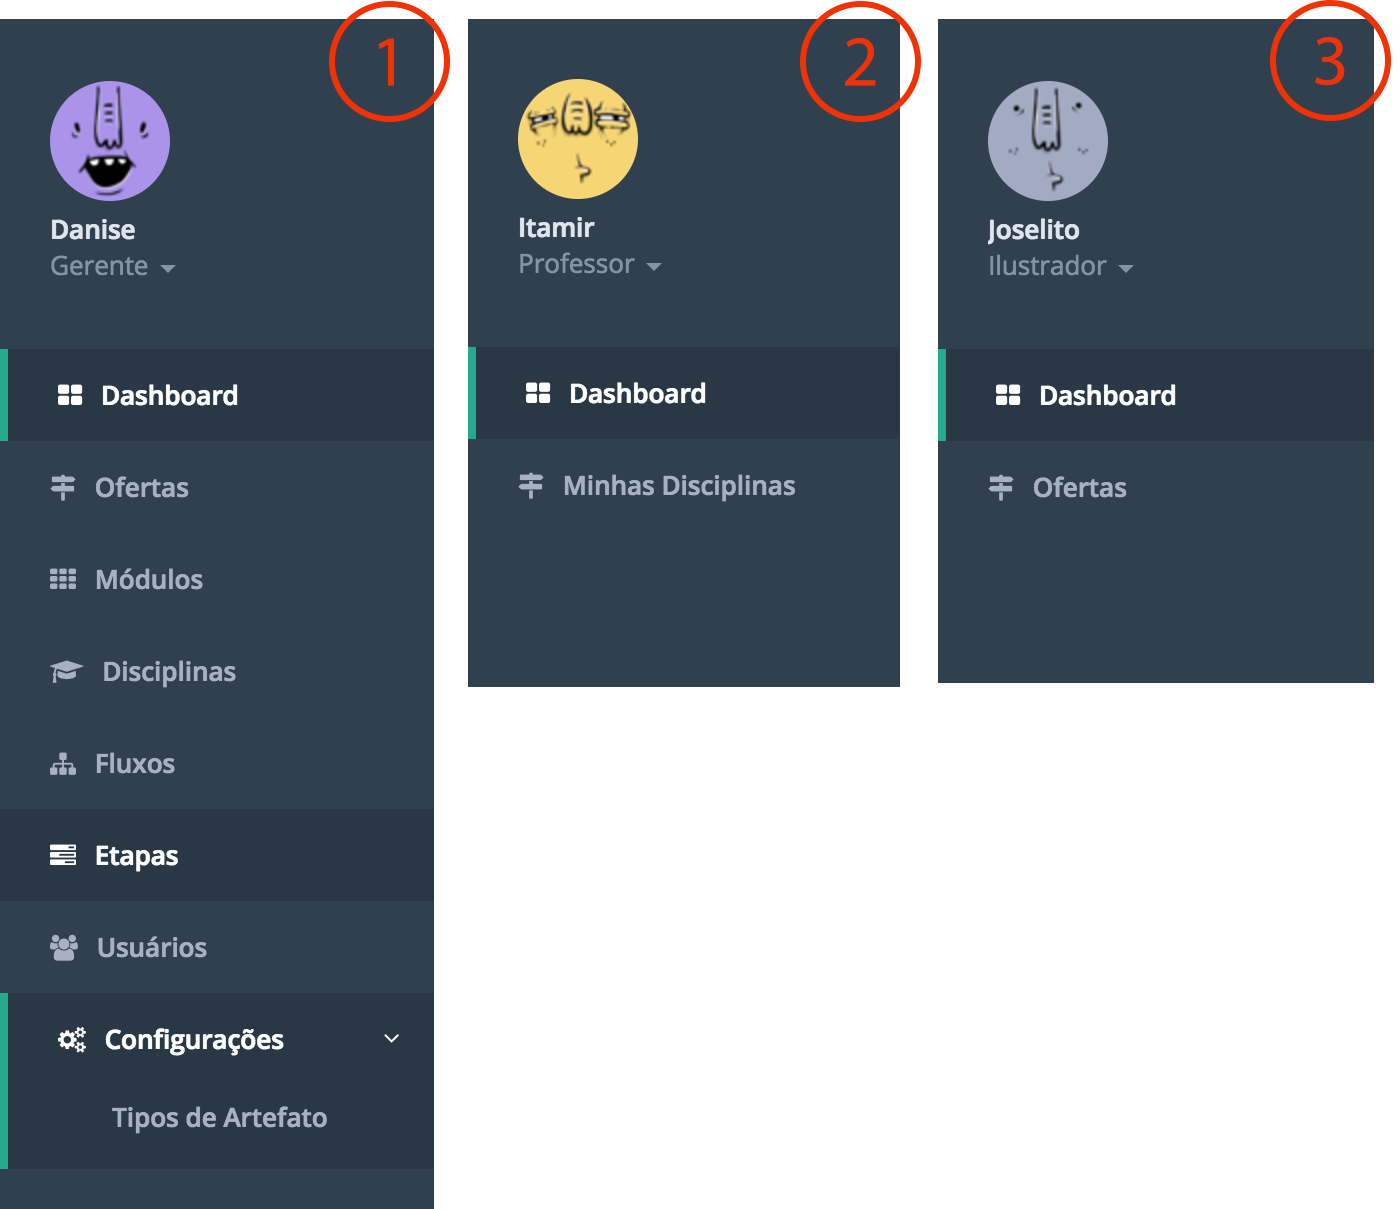 1
Danise
Gerente
Dashboard
Ofertas
Módulos
Disciplinas
Fluxos
Etapas
Usuários
Configurações
Tipos de Artefato
2
Itamir
Professor
Dashboard
Minhas Disciplinas
3
Joselito
Ilustrador
Dashboard
Ofertas